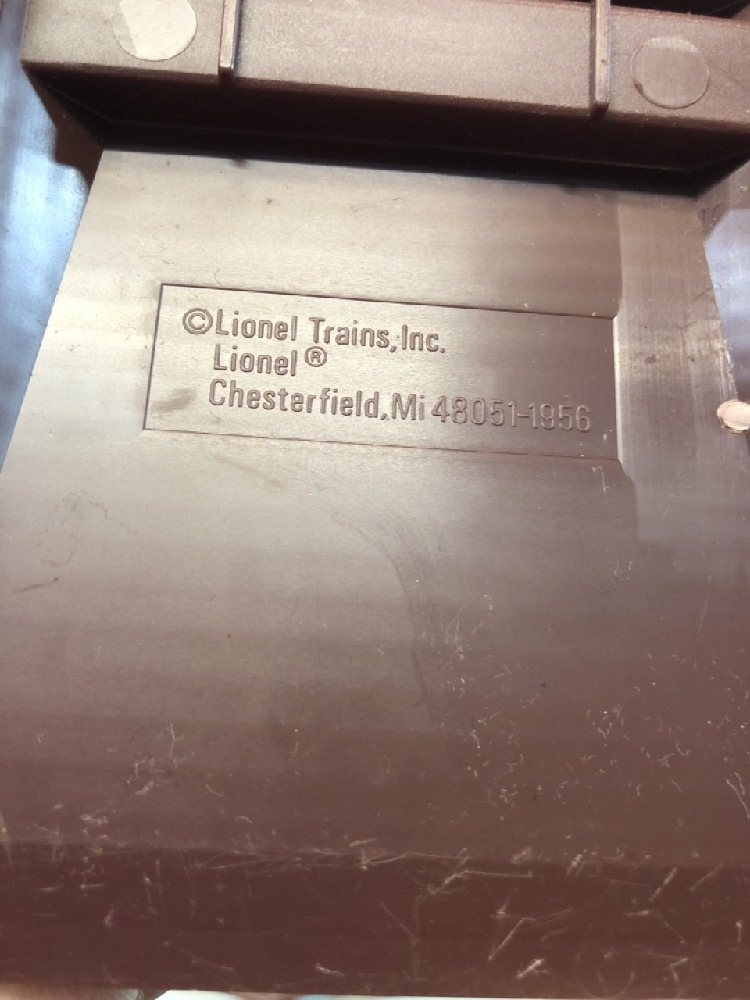 ©Lionel Trains, Inc.
Lionel®
Chesterfield, Mi 48051-1956